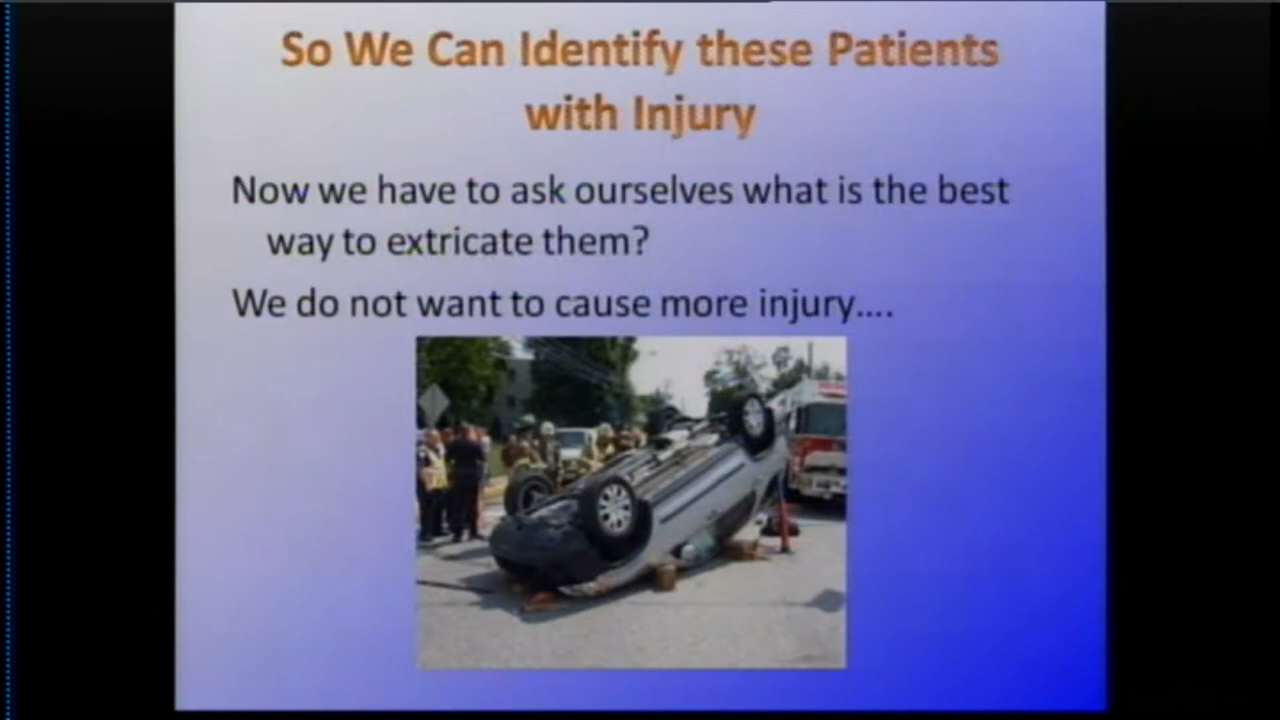 So We Can Identify these Patients
with Injury
Now we have to ask ourselves what is the best
way to extricate them?
We do not want to cause more injury....